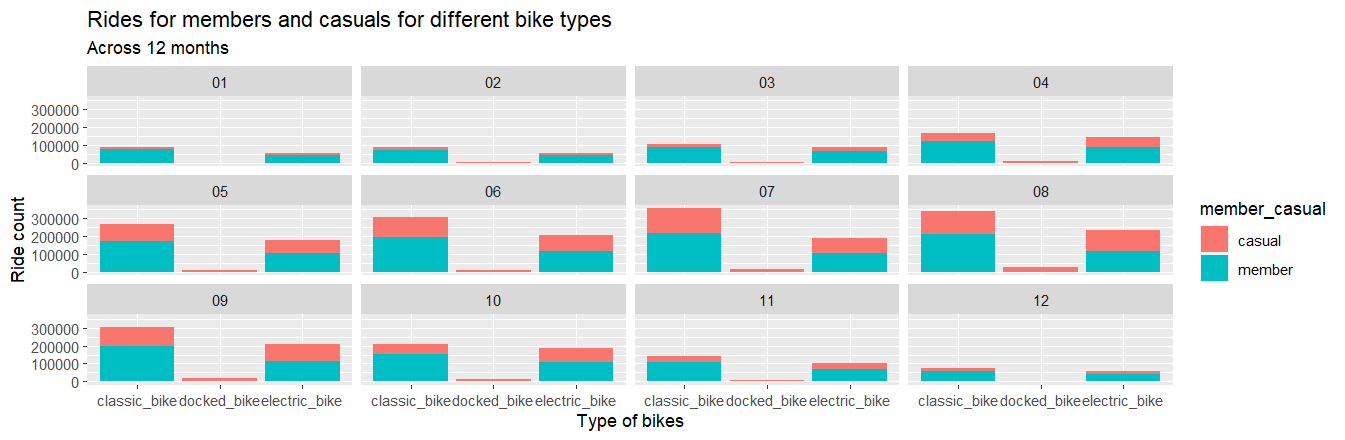 Rides for members and casuals for different bike types
Across 12 months
01 02 03 04
300000
200000
100000
0
05 06 07 08
300000
200000
100000
0
09 10 11 12
300000
200000
100000
0
Ride count
classic_bike docked_bike electric_bike classic_bike docked_bike electric_bike classic_bike docked_bike electric_bike classic_bike docked_bike electric_bike
Type of bikes
member_casual
casual
member